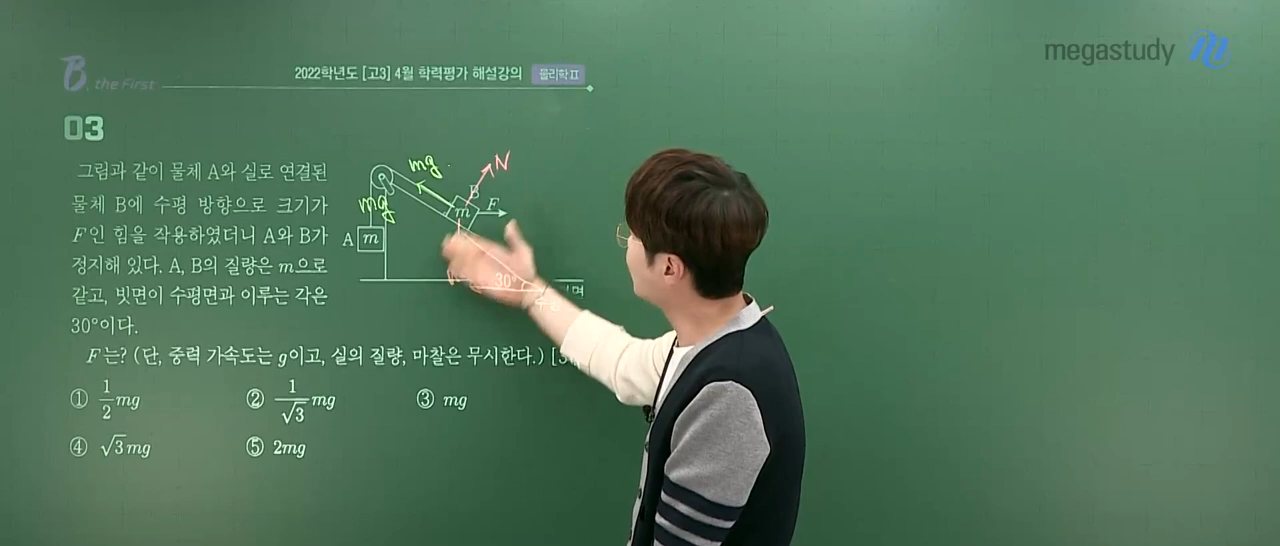 megastudy
B. the First
2022학년도 [고3] 4월 학력평가 해설강의 물리학Ⅱ
03
그림과 같이 물체 A와 실로 연결된
물체 B에 수평 방향으로 크기가
F인 힘을 작용하였더니 A와 B가
정지해 있다. A, B의 질량은 m으로
같고, 빗면이 수평면과 이루는 각은
30°이다.
mg
N
B
m
F
mg
A m
30°
F는? (단, 중력 가속도는 g이고, 실의 질량, 마찰은 무시한다.) [3
① 1/2 mg ② 1/√3 mg ③ mg
④ √3mg ⑤ 2mg